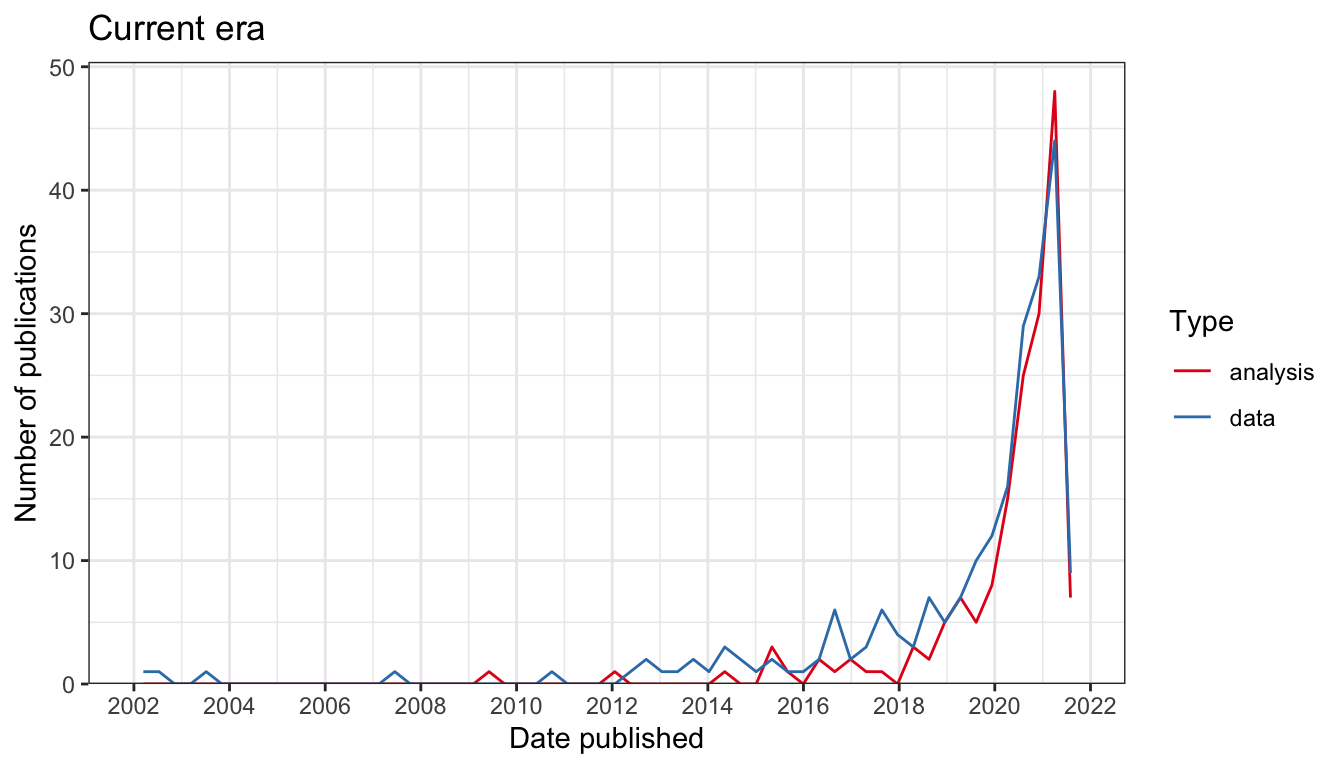 Current era
50
40
30
20
10
0
Number of publications
2002 2004 2006 2008 2010 2012 2014 2016 2018 2020 2022
Date published
Type
analysis
data